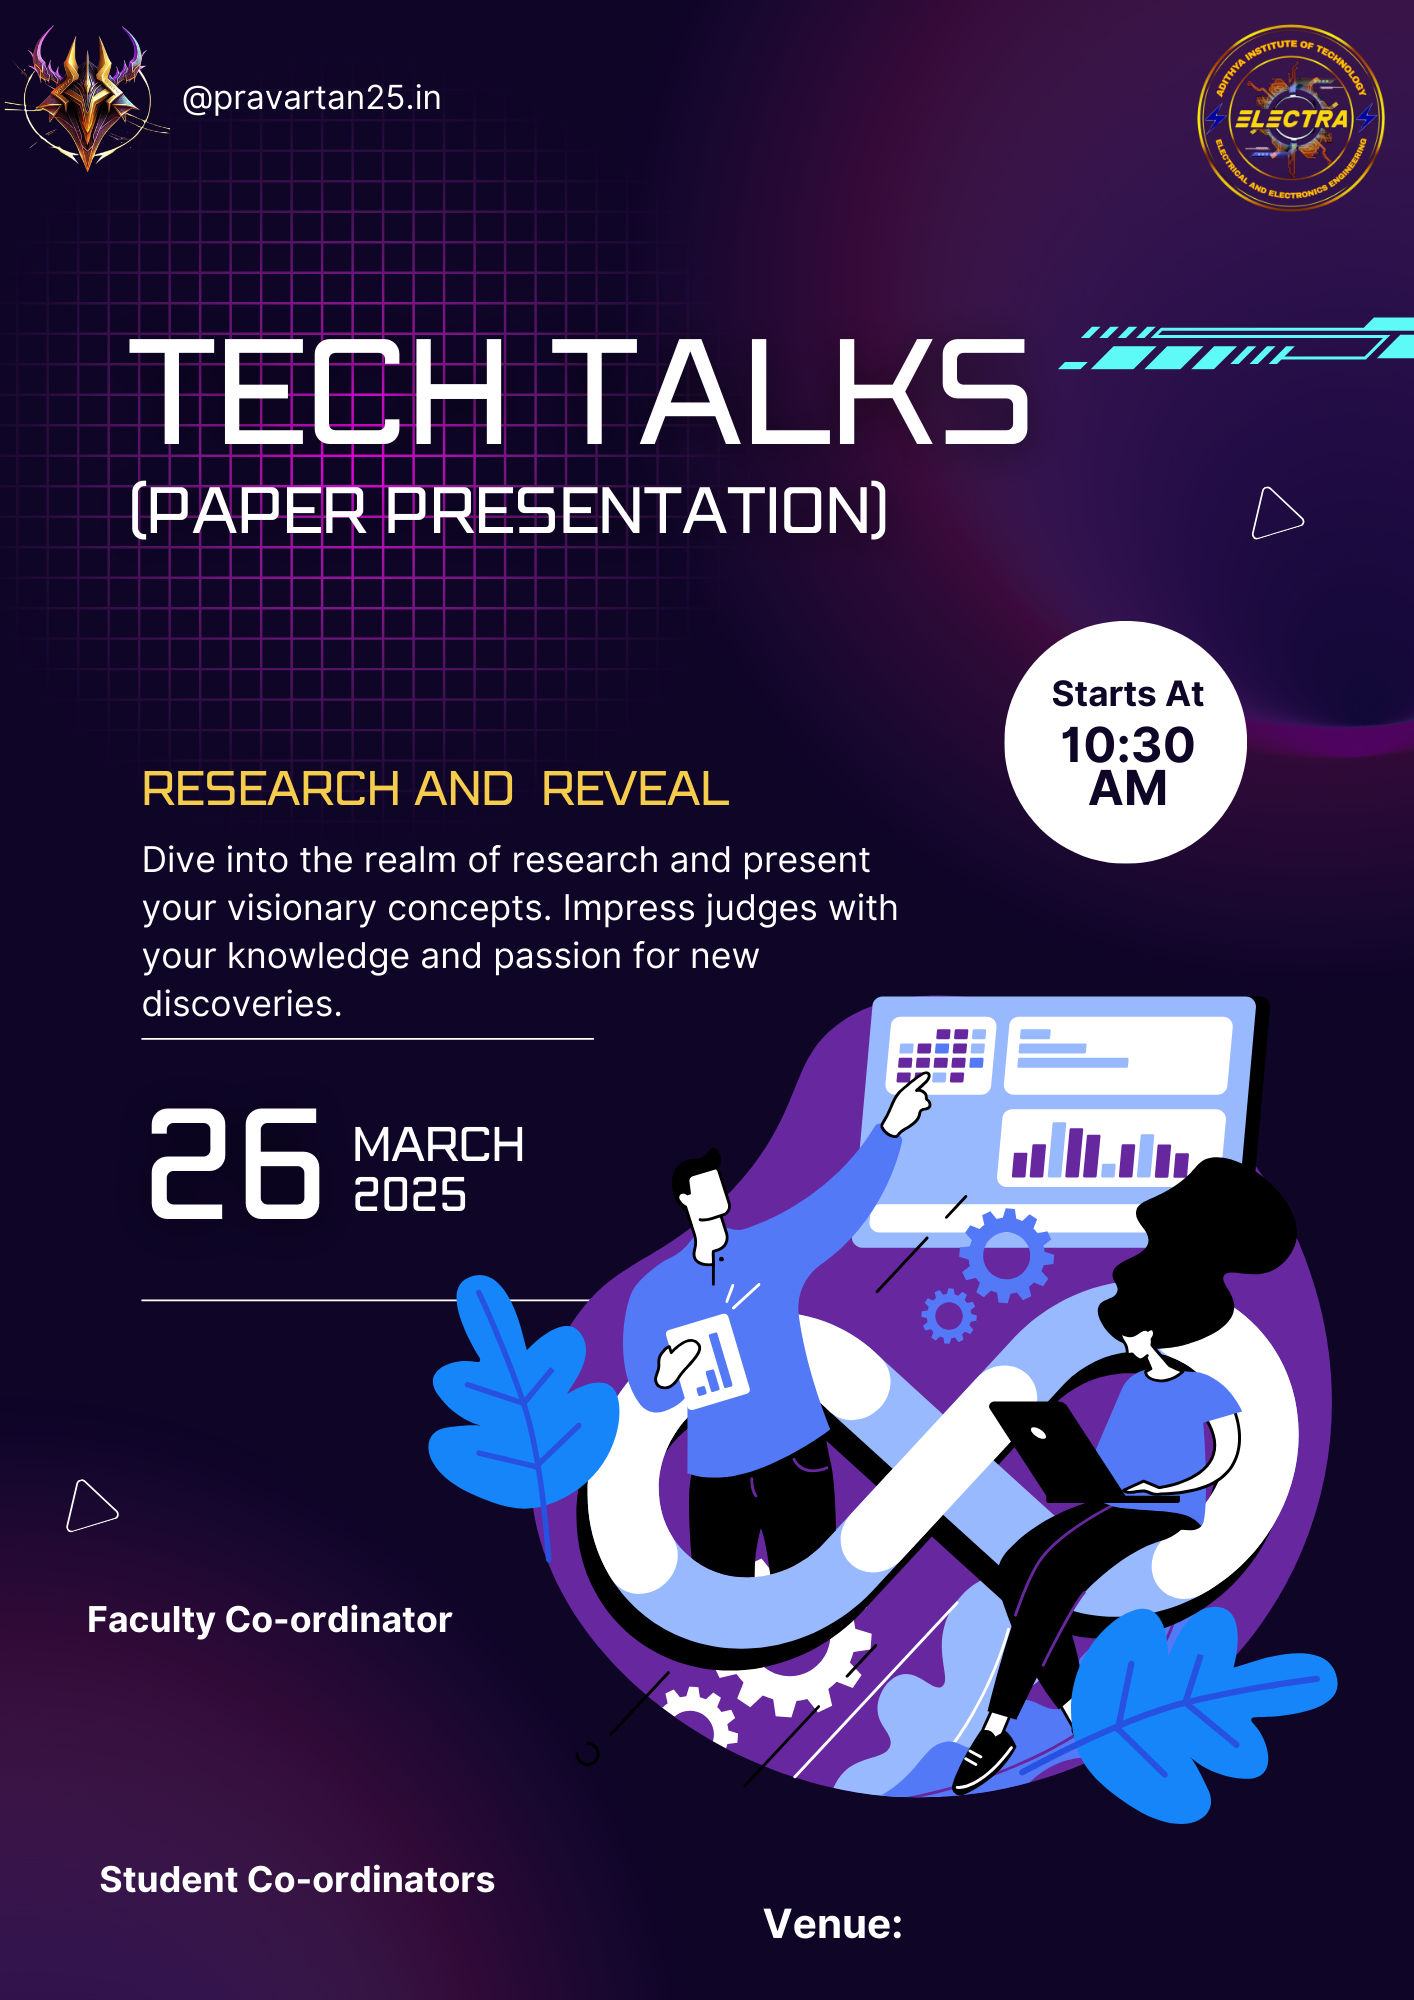 @pravartan25.in
ADITHYA INSTITUTE OF TECHNOLOGY
ELECTRA
ELECTRICAL AND ELECTRONICS ENGINEERING
TECH TALKS
(PAPER PRESENTATION)
Starts At
10:30
AM
RESEARCH AND REVEAL
Dive into the realm of research and present
your visionary concepts. Impress judges with
your knowledge and passion for new
discoveries.
26 MARCH
2025
Faculty Co-ordinator
Student Co-ordinators
Venue: